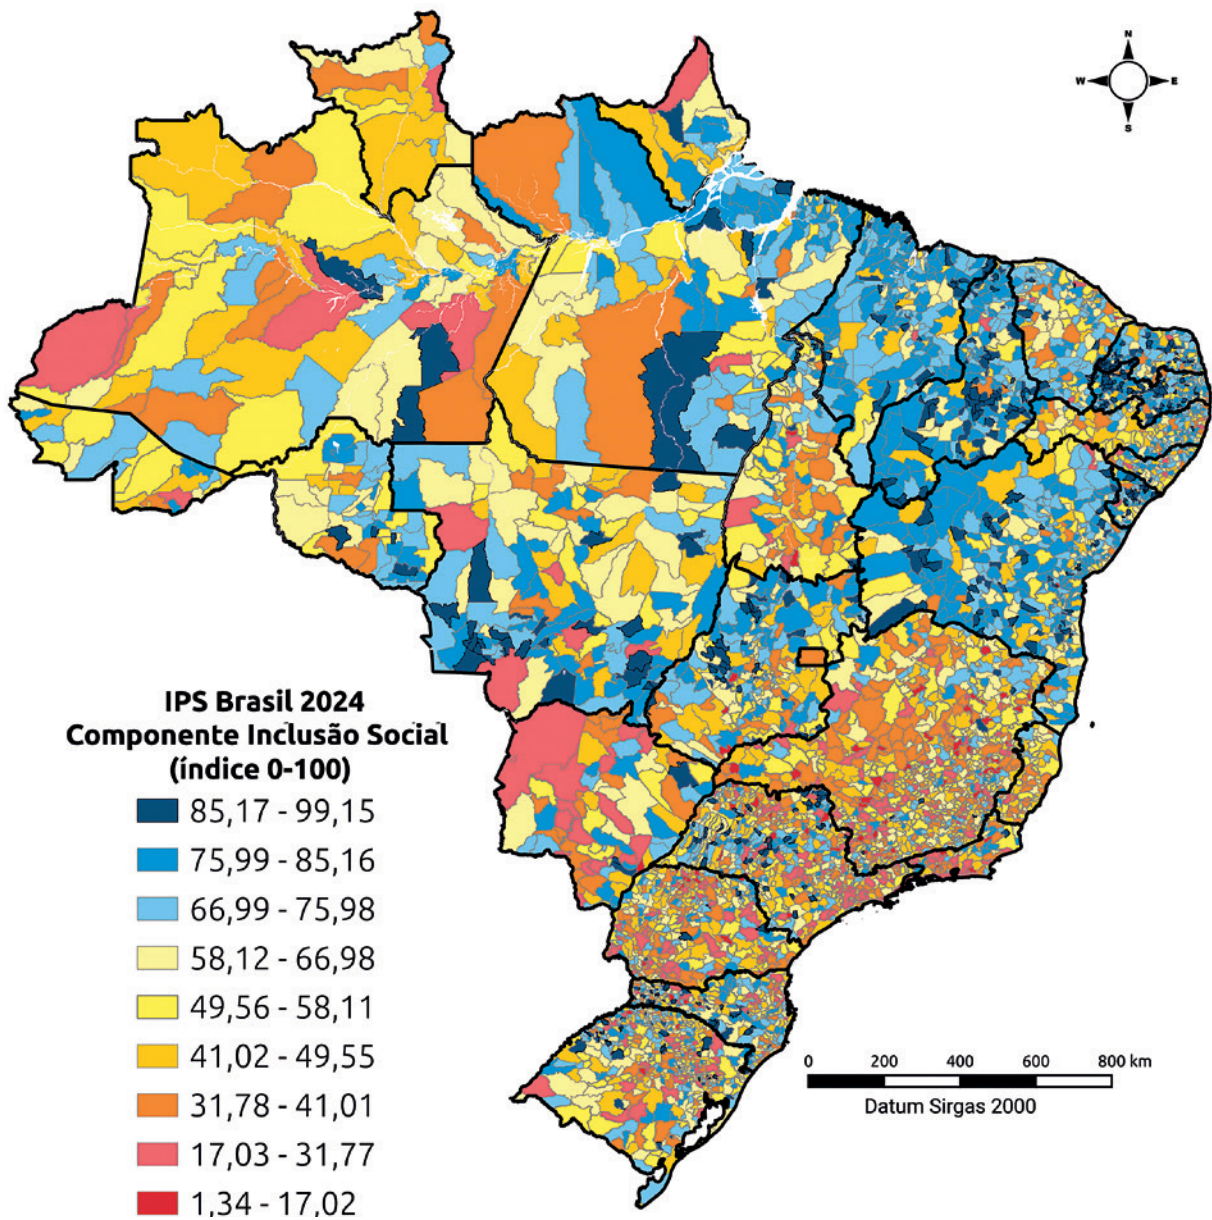 N
W E
S
IPS Brasil 2024
Componente Inclusão Social
(índice 0-100)
85,17 - 99,15
75,99 - 85,16
66,99 - 75,98
58,12 - 66,98
49,56 - 58,11
41,02 - 49,55
31,78 - 41,01
17,03 - 31,77
1,34 - 17,02
0 200 400 600 800 km
Datum Sirgas 2000